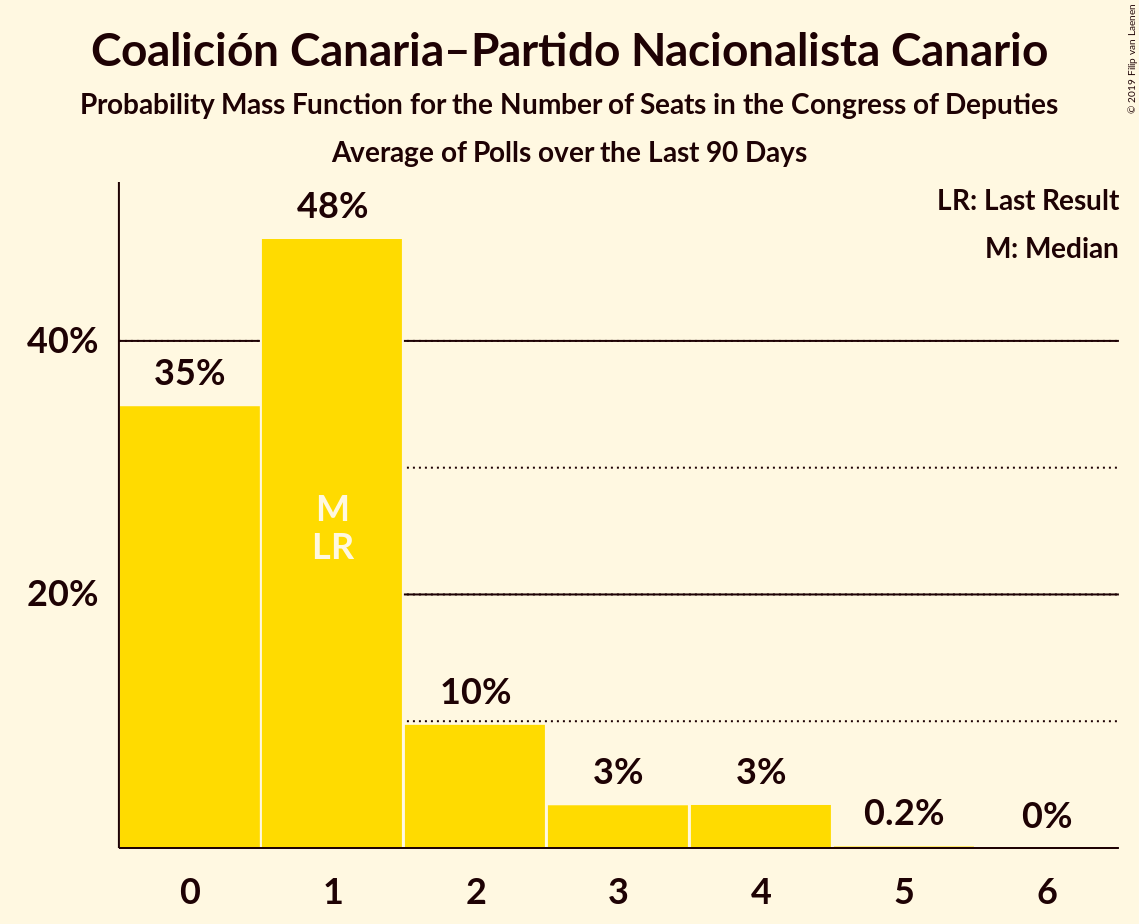 Coalición Canaria–Partido Nacionalista Canario
Probability Mass Function for the Number of Seats in the Congress of Deputies
Average of Polls over the Last 90 Days
© 2019 Filip van Laenen
LR: Last Result
M: Median
48%
40%
35%
M
LR
20%
10%
3%
3%
0.2%
0%
0 1 2 3 4 5 6